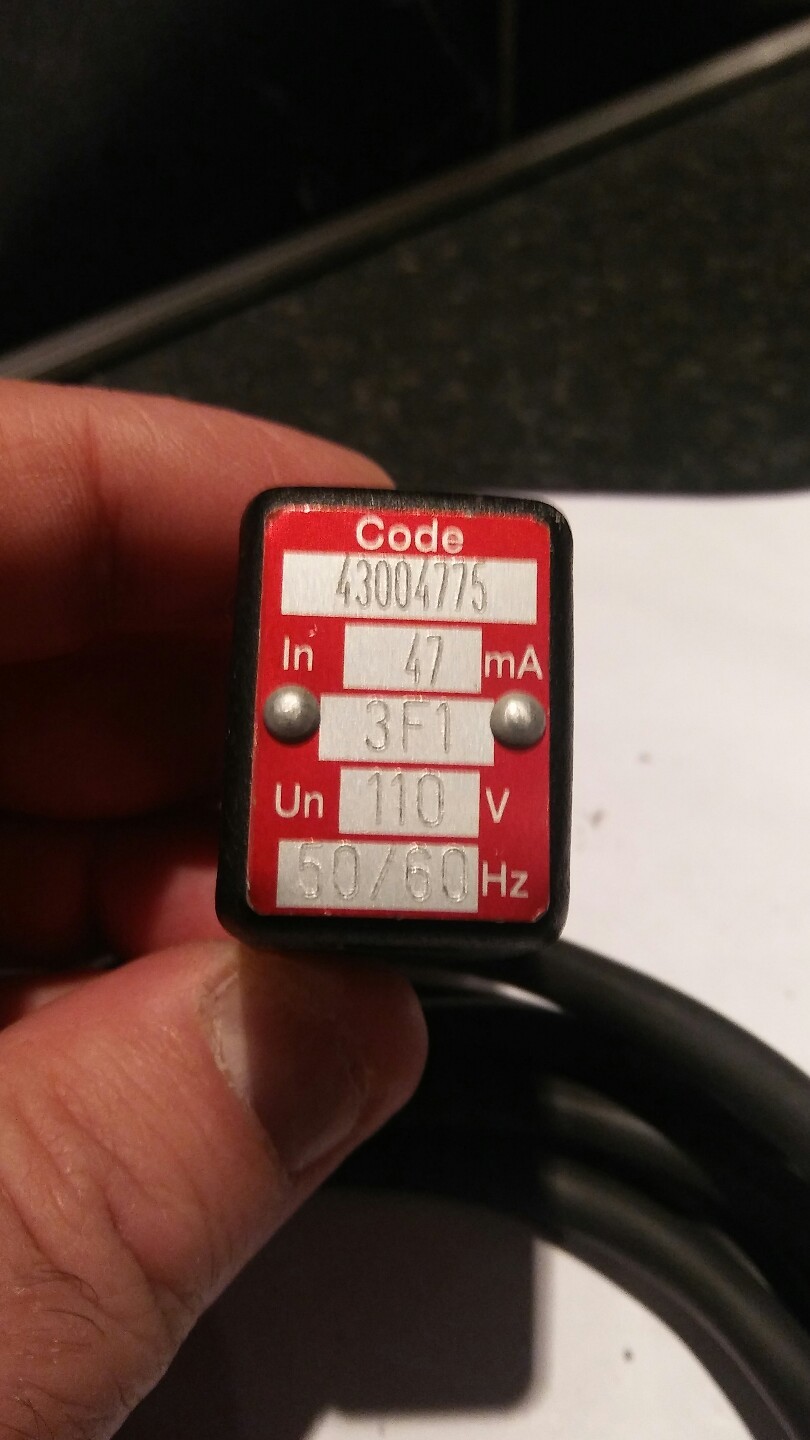 Code
43004775
In 47 mA
3F1
Un 110 V
50/60 Hz